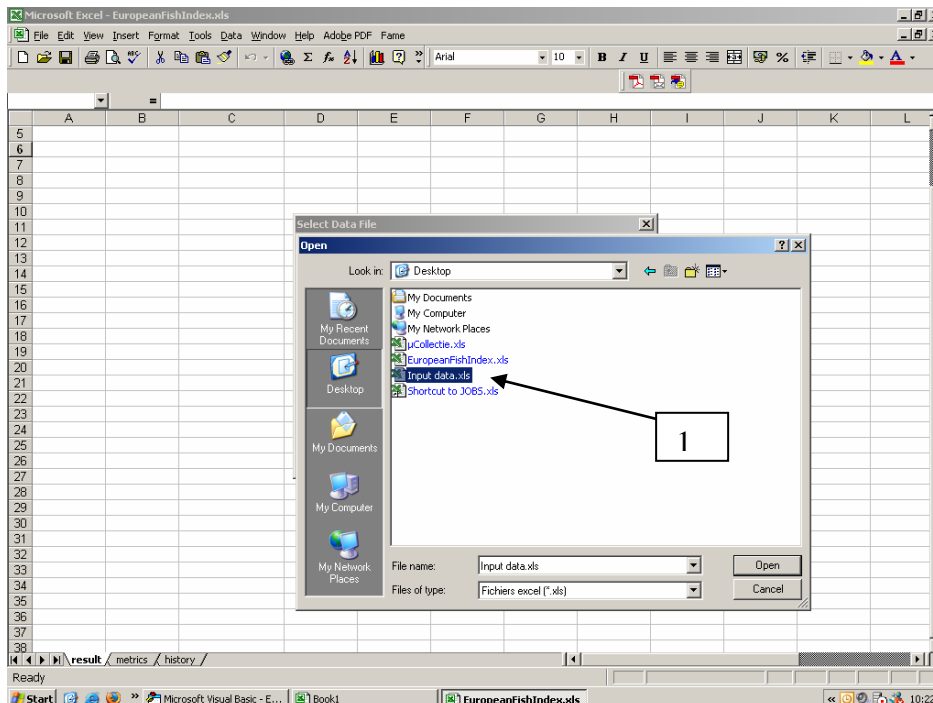 Microsoft Excel - EuropeanFishIndex.xls
File Edit View Insert Format Tools Data Window Help Adobe PDF Fame
Arial 10 B I U %
=
A B C D E F G H I J K L
5
6
7
8
9
10
11
12
13
14
15
16
17
18
19
20
21
22
23
24
25
26
27
28
29
30
31
32
33
34
35
36
37
38
Select Data File
Open
Look in: Desktop
My Recent
Documents
Desktop
My Documents
My Computer
My Network
Places
My Documents
My Computer
My Network Places
µCollectie.xls
EuropeanFishIndex.xls
Input data.xls
Shortcut to JOBS.xls
1
File name: Input data.xls Open
Files of type: Fichiers excel (*.xls) Cancel
result metrics history
Ready
Start » Microsoft Visual Basic - E... Book1 EuropeanFishIndex.xls « 10:22